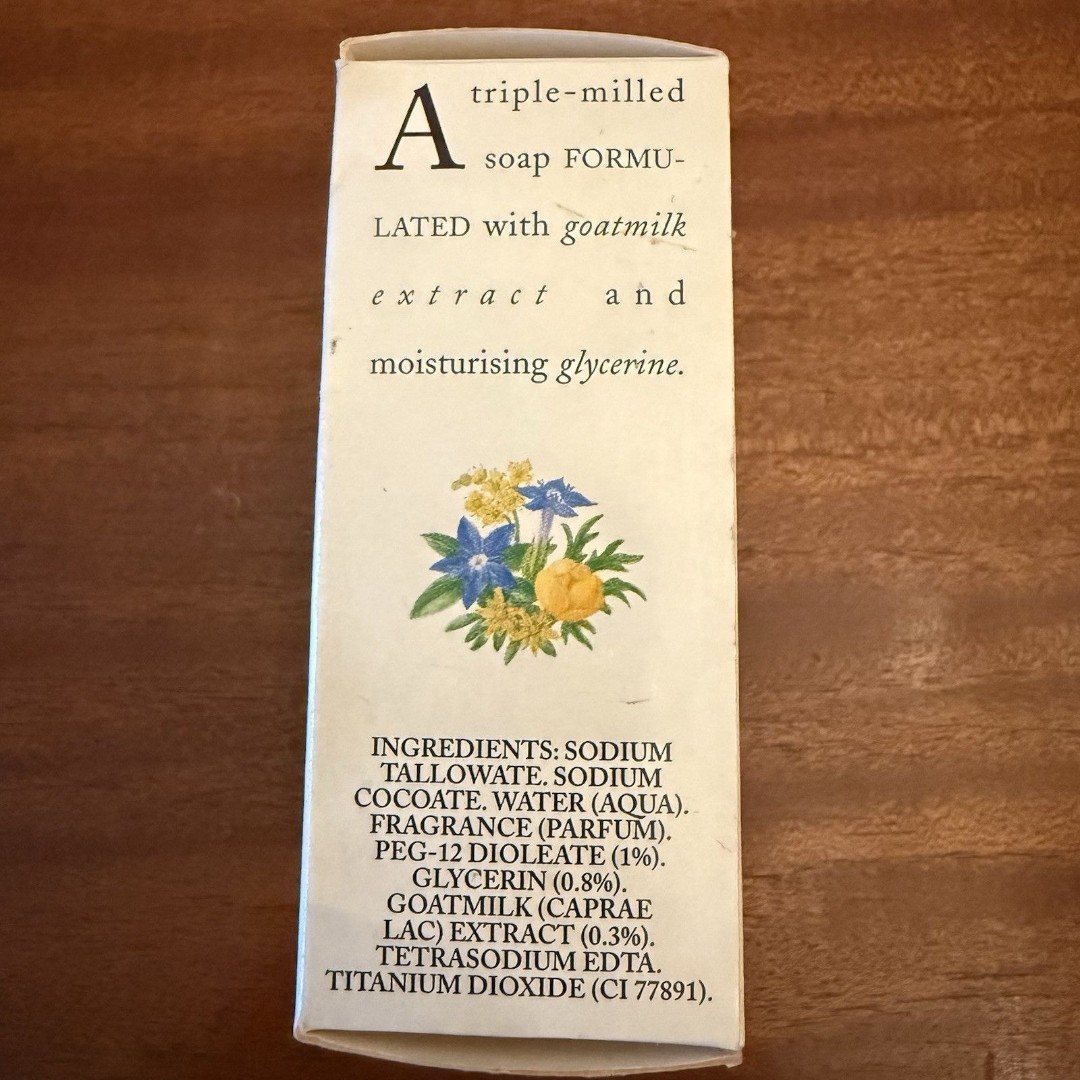 A triple-milled
soap FORMU-
LATED with goatmilk
extract and
moisturising glycerine.
INGREDIENTS: SODIUM
TALLOWATE. SODIUM
COCOATE. WATER (AQUA).
FRAGRANCE (PARFUM).
PEG-12 DIOLEATE (1%).
GLYCERIN (0.8%).
GOATMILK (CAPRAE
LAC) EXTRACT (0.3%).
TETRASODIUM EDTA.
TITANIUM DIOXIDE (CI 77891).